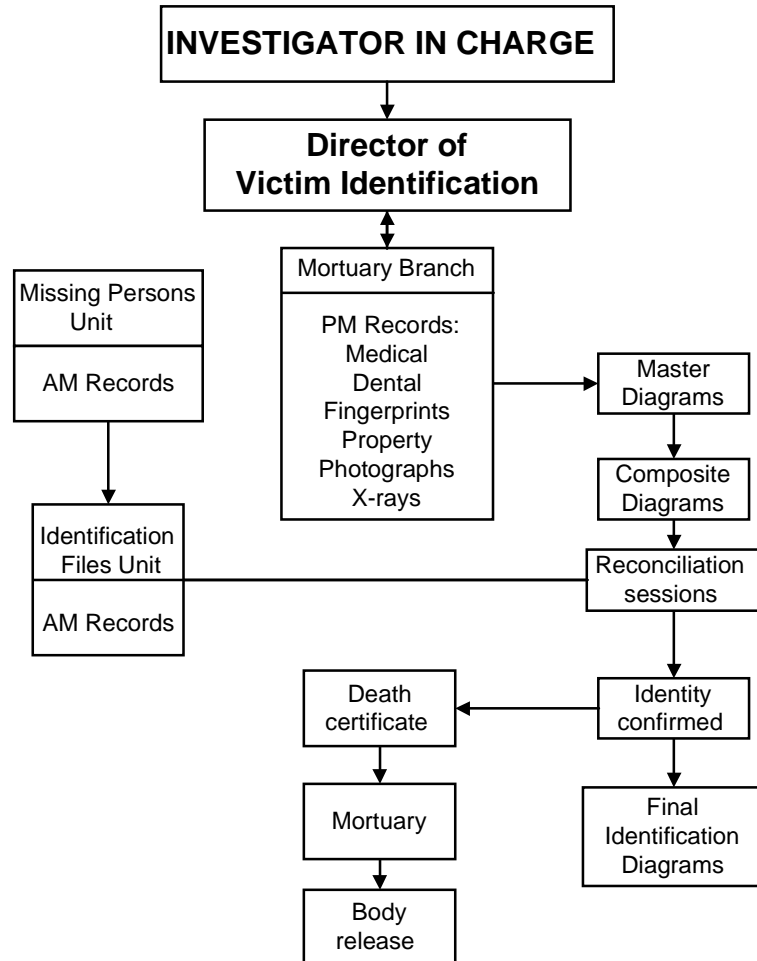 INVESTIGATOR IN CHARGE
Director of
Victim Identification
Mortuary Branch
PM Records:
Medical
Dental
Fingerprints
Property
Photographs
X-rays
Missing Persons
Unit
AM Records
Master
Diagrams
Composite
Diagrams
Identification
Files Unit
AM Records
Reconciliation
sessions
Death
certificate
Identity
confirmed
Mortuary
Final
Identification
Diagrams
Body
release